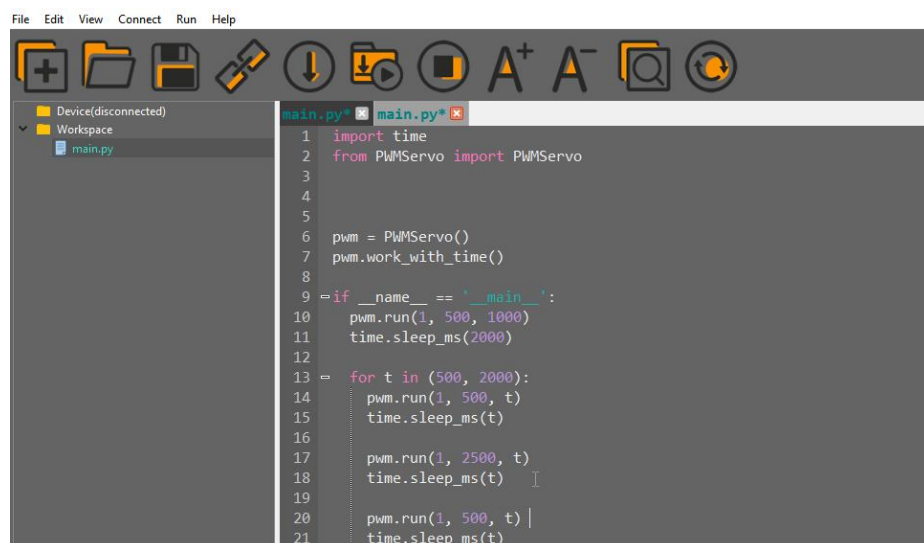 File Edit View Connect Run Help
Device(disconnected)
Workspace
main.py
main.py* main.py*
1 import time
2 from PWMServo import PWMServo
3
4
5
6 pwm = PWMServo()
7 pwm.work_with_time()
8
9 if __name__ == '__main__':
10 pwm.run(1, 500, 1000)
11 time.sleep_ms(2000)
12
13 for t in (500, 2000):
14 pwm.run(1, 500, t)
15 time.sleep_ms(t)
16
17 pwm.run(1, 2500, t)
18 time.sleep_ms(t)
19
20 pwm.run(1, 500, t)
21 time.sleep_ms(t)